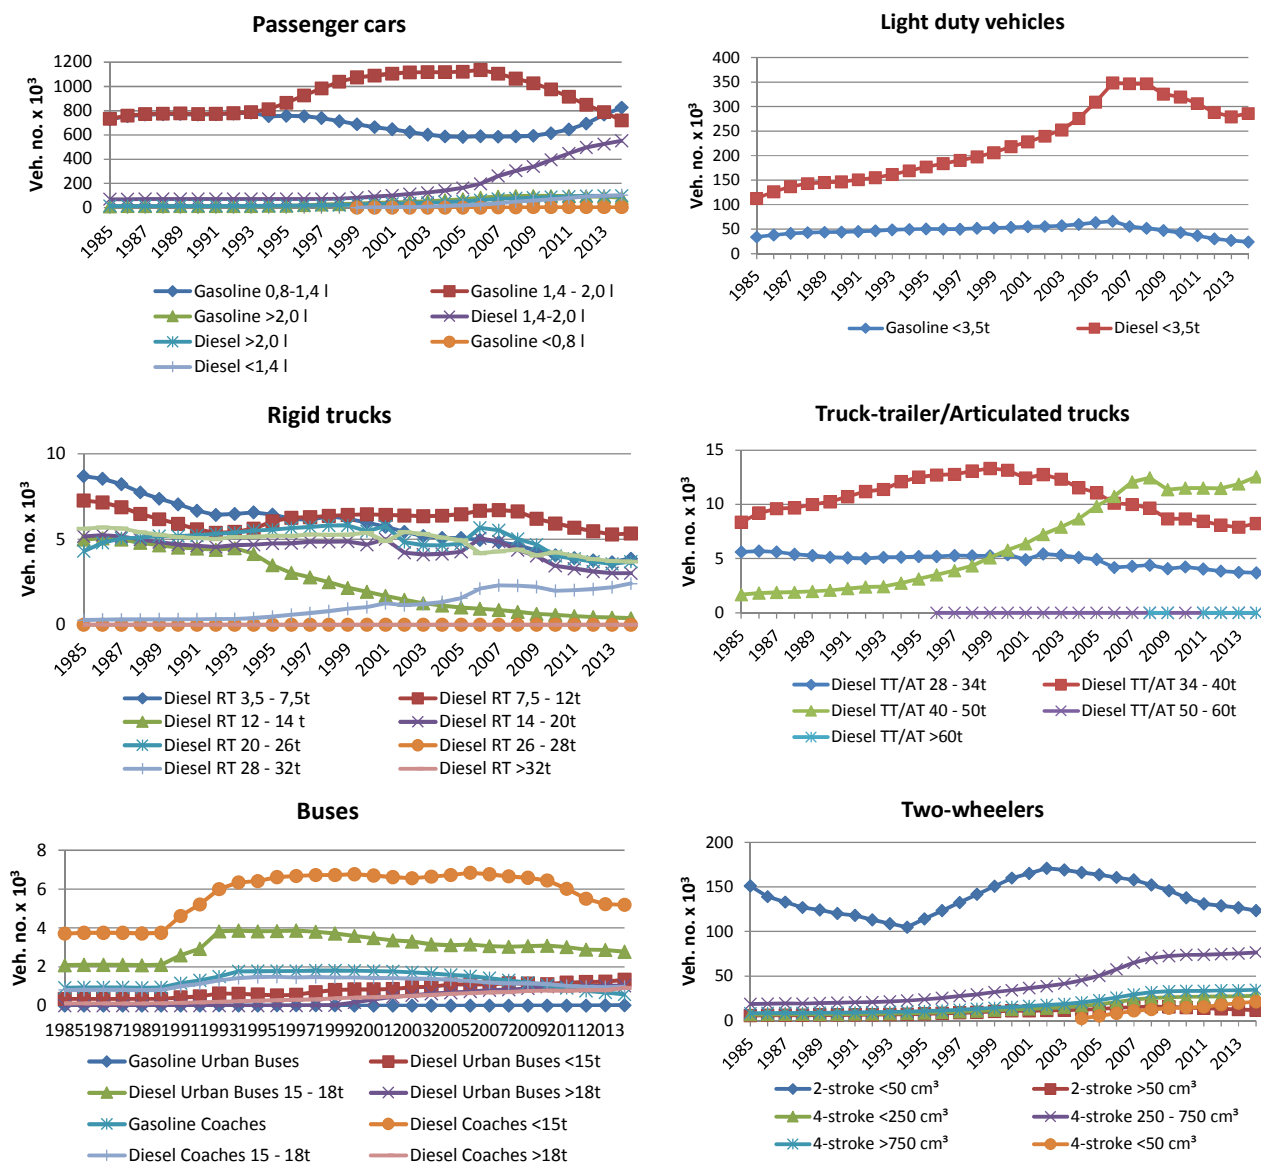 Passenger cars
Veh. no. x 10³
1200
1000
800
600
400
200
0
1985
1987
1989
1991
1993
1995
1997
1999
2001
2003
2005
2007
2009
2011
2013
Gasoline 0,8-1,4 l
Gasoline 1,4 - 2,0 l
Gasoline >2,0 l
Diesel 1,4-2,0 l
Diesel >2,0 l
Gasoline <0,8 l
Diesel <1,4 l
Light duty vehicles
Veh. no. x 10³
400
350
300
250
200
150
100
50
0
1985
1987
1989
1991
1993
1995
1997
1999
2001
2003
2005
2007
2009
2011
2013
Gasoline <3,5t
Diesel <3,5t
Rigid trucks
Veh. no. x 10³
10
5
0
1985
1987
1989
1991
1993
1995
1997
1999
2001
2003
2005
2007
2009
2011
2013
Diesel RT 3,5 - 7,5t
Diesel RT 7,5 - 12t
Diesel RT 12 - 14 t
Diesel RT 14 - 20t
Diesel RT 20 - 26t
Diesel RT 26 - 28t
Diesel RT 28 - 32t
Diesel RT >32t
Truck-trailer/Articulated trucks
Veh. no. x 10³
15
10
5
0
1985
1987
1989
1991
1993
1995
1997
1999
2001
2003
2005
2007
2009
2011
2013
Diesel TT/AT 28 - 34t
Diesel TT/AT 34 - 40t
Diesel TT/AT 40 - 50t
Diesel TT/AT 50 - 60t
Diesel TT/AT >60t
Buses
Veh. no. x 10³
8
6
4
2
0
198519871989199119931995199719992001200320052007200920112013
Gasoline Urban Buses
Diesel Urban Buses <15t
Diesel Urban Buses 15 - 18t
Diesel Urban Buses >18t
Gasoline Coaches
Diesel Coaches <15t
Diesel Coaches 15 - 18t
Diesel Coaches >18t
Two-wheelers
Veh. no. x 10³
200
150
100
50
0
1985
1987
1989
1991
1993
1995
1997
1999
2001
2003
2005
2007
2009
2011
2013
2-stroke <50 cm³
2-stroke >50 cm³
4-stroke <250 cm³
4-stroke 250 - 750 cm³
4-stroke >750 cm³
4-stroke <50 cm³